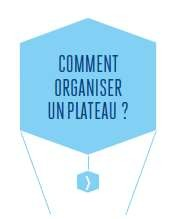 COMMENT
ORGANISER
UN PLATEAU ?